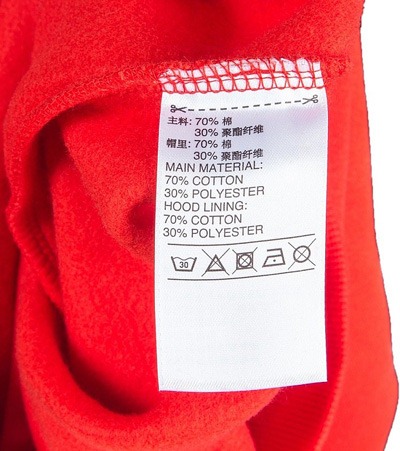 主料: 70% 棉
30% 聚酯纤维
帽里: 70% 棉
30% 聚酯纤维
MAIN MATERIAL:
70% COTTON
30% POLYESTER
HOOD LINING:
70% COTTON
30% POLYESTER
30